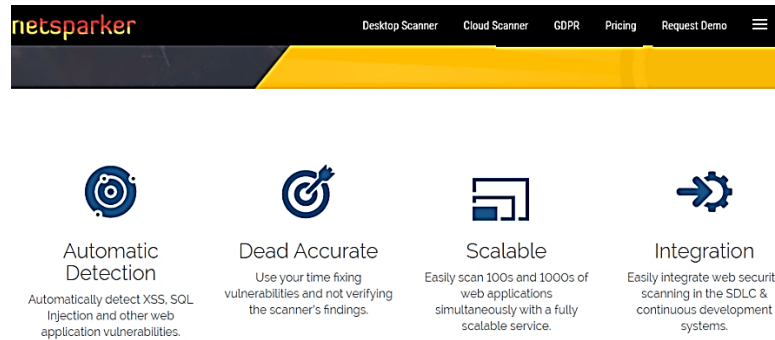 netsparker
Desktop Scanner Cloud Scanner GDPR Pricing Request Demo
Automatic
Detection
Automatically detect XSS, SQL
Injection and other web
application vulnerabilities.
Dead Accurate
Use your time fixing
vulnerabilities and not verifying
the scanner's findings.
Scalable
Easily scan 100s and 1000s of
web applications
simultaneously with a fully
scalable service.
Integration
Easily integrate web securit
scanning in the SDLC &
continuous development
systems.